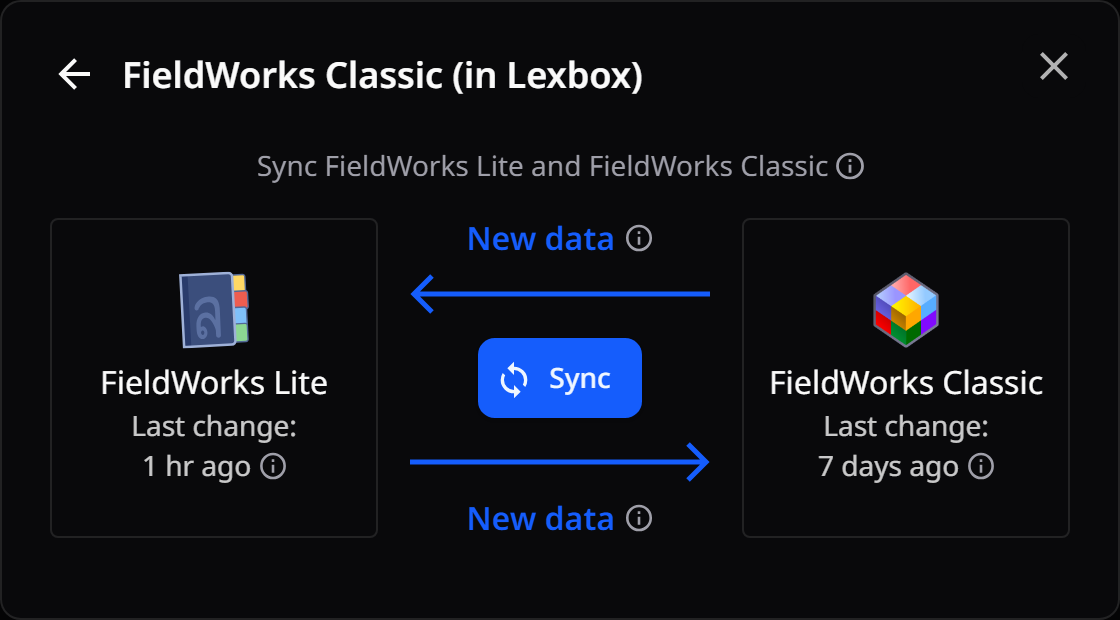 FieldWorks Classic (in Lexbox)
Sync FieldWorks Lite and FieldWorks Classic
New data
ล
FieldWorks Lite
Last change:
1 hr ago
Sync
FieldWorks Classic
Last change:
7 days ago
New data